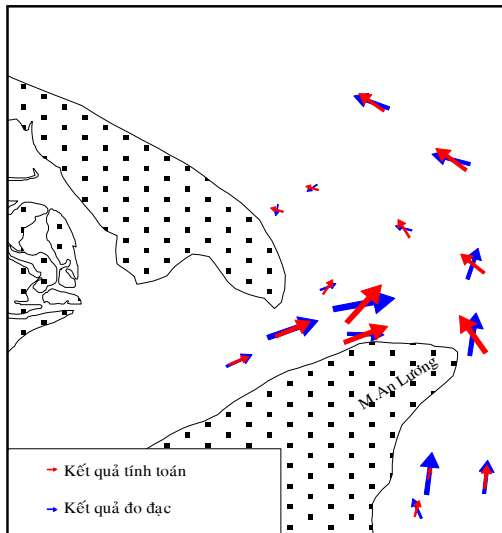 M.An Lương
Kết quả tính toán
Kết quả đo đạc